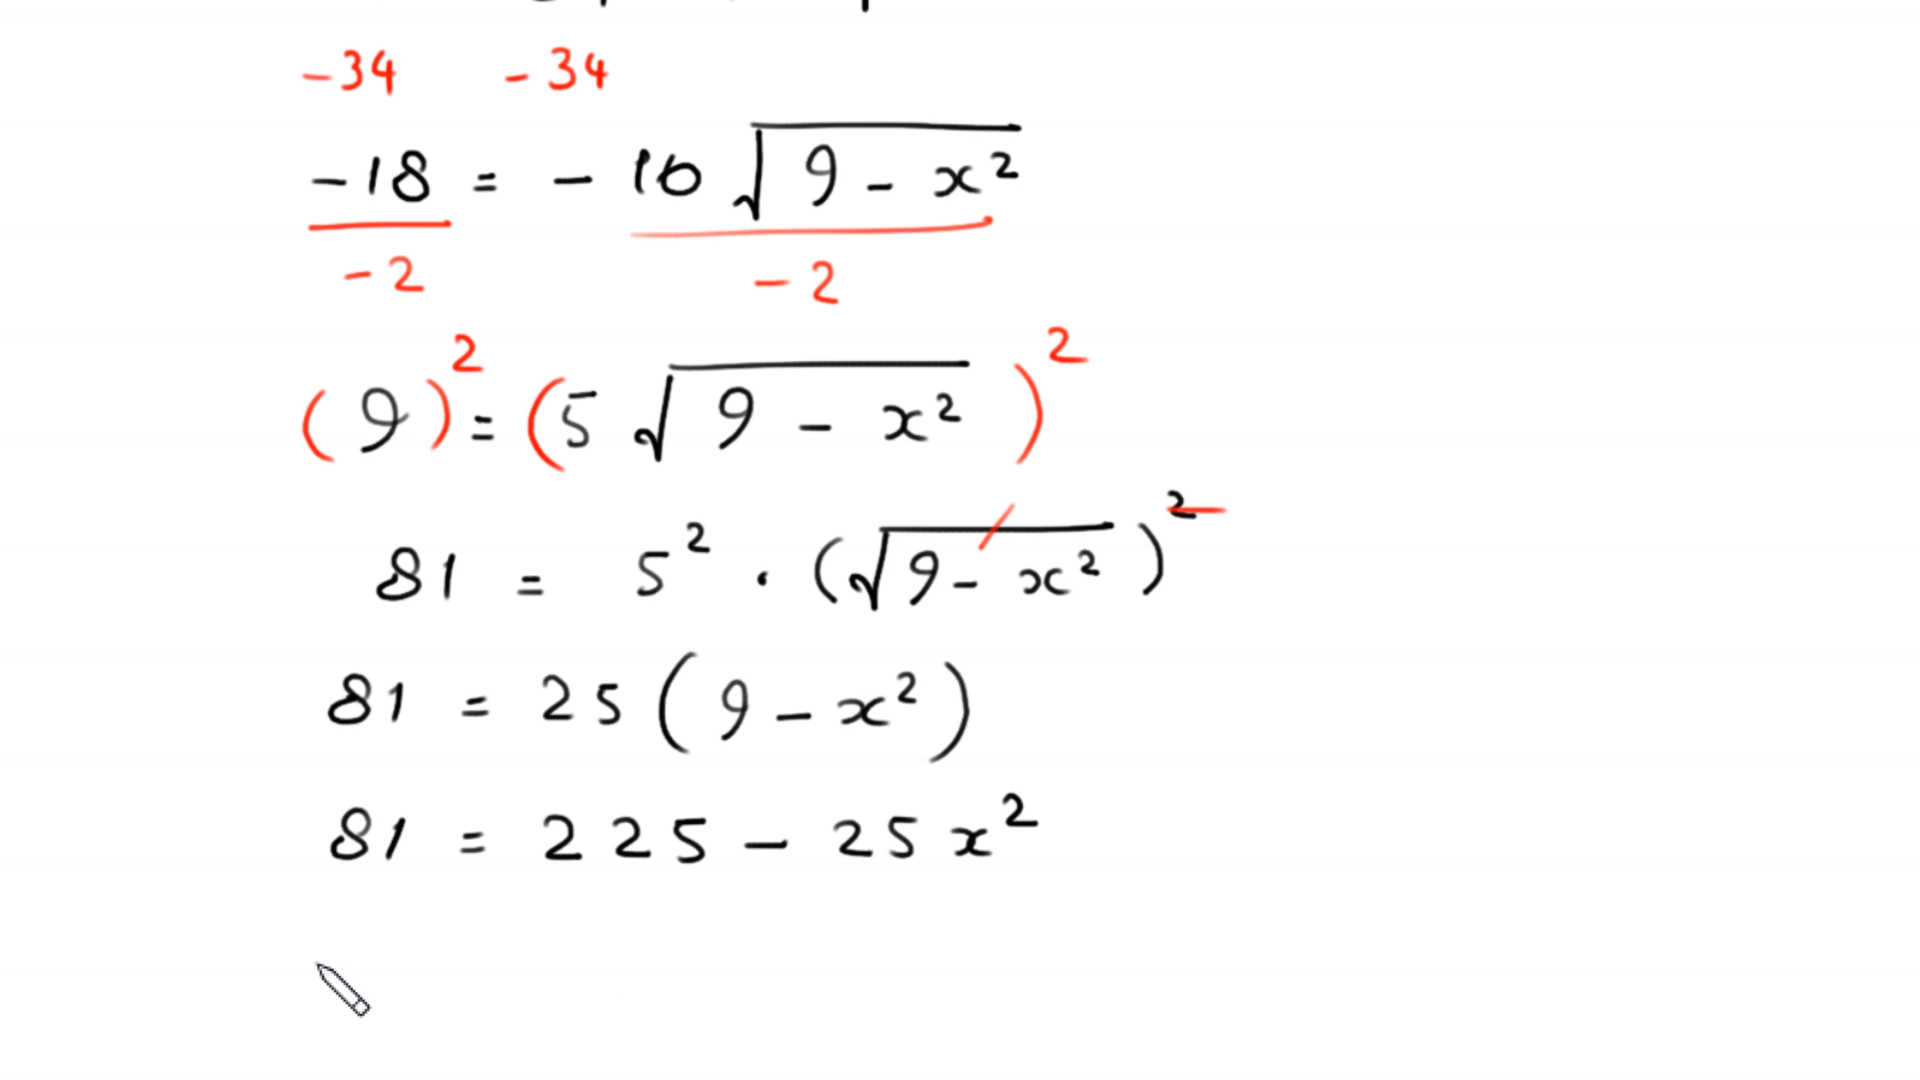 -34 -34
-18 = -10 √(9 - x²)
-2 -2
(9)² = (5 √(9 - x²))²
81 = 5² · (√(9 - x²))²
81 = 25 (9 - x²)
81 = 225 - 25x²